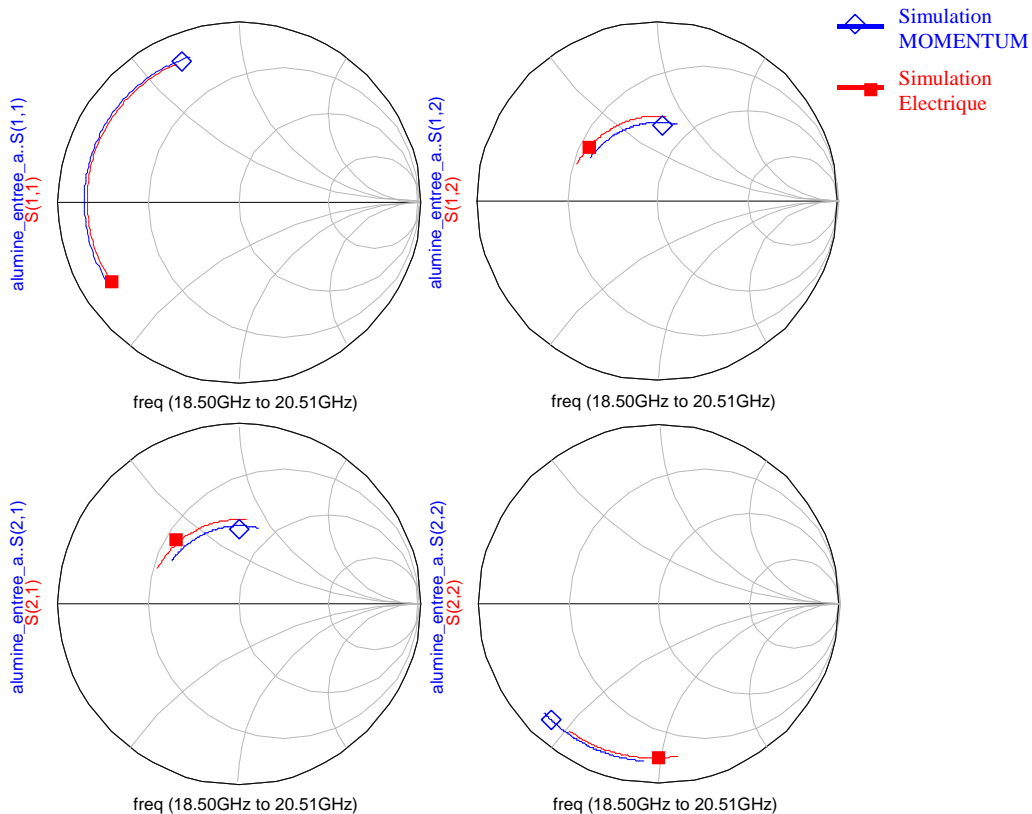 Simulation
MOMENTUM
Simulation
Electrique
alumine_entree_a..S(1,1)
S(1,1)
freq (18.50GHz to 20.51GHz)
alumine_entree_a..S(1,2)
S(1,2)
freq (18.50GHz to 20.51GHz)
alumine_entree_a..S(2,1)
S(2,1)
freq (18.50GHz to 20.51GHz)
alumine_entree_a..S(2,2)
S(2,2)
freq (18.50GHz to 20.51GHz)